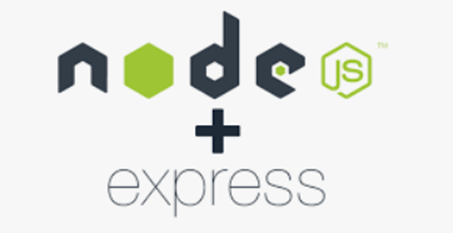 node JS™
+
express